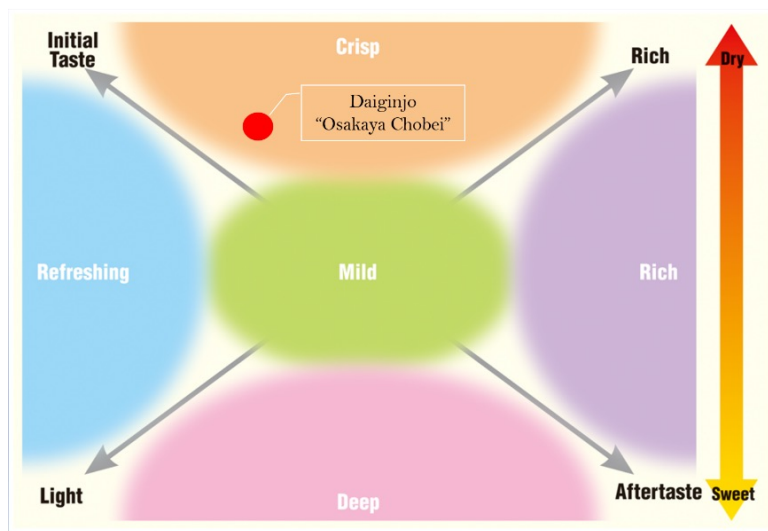 Initial
Taste
Crisp
Rich
Dry
Daiginjo
“Osakaya Chobei”
Refreshing
Mild
Rich
Light
Deep
Aftertaste
Sweet